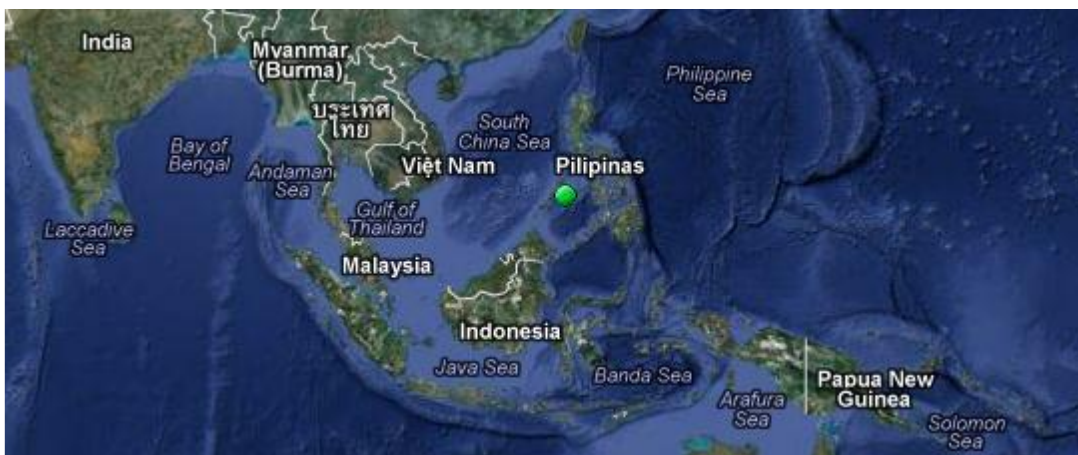 India
Myanmar
(Burma)
ประเทศ
ไทย
Philippine
Sea
South
China Sea
Bay of
Bengal
Andaman
Sea
Việt Nam
Pilipinas
Gulf of
Thailand
Laccadive
Sea
Malaysia
Indonesia
Java Sea
Banda Sea
Papua New
Guinea
Arafura
Sea
Solomon
Sea